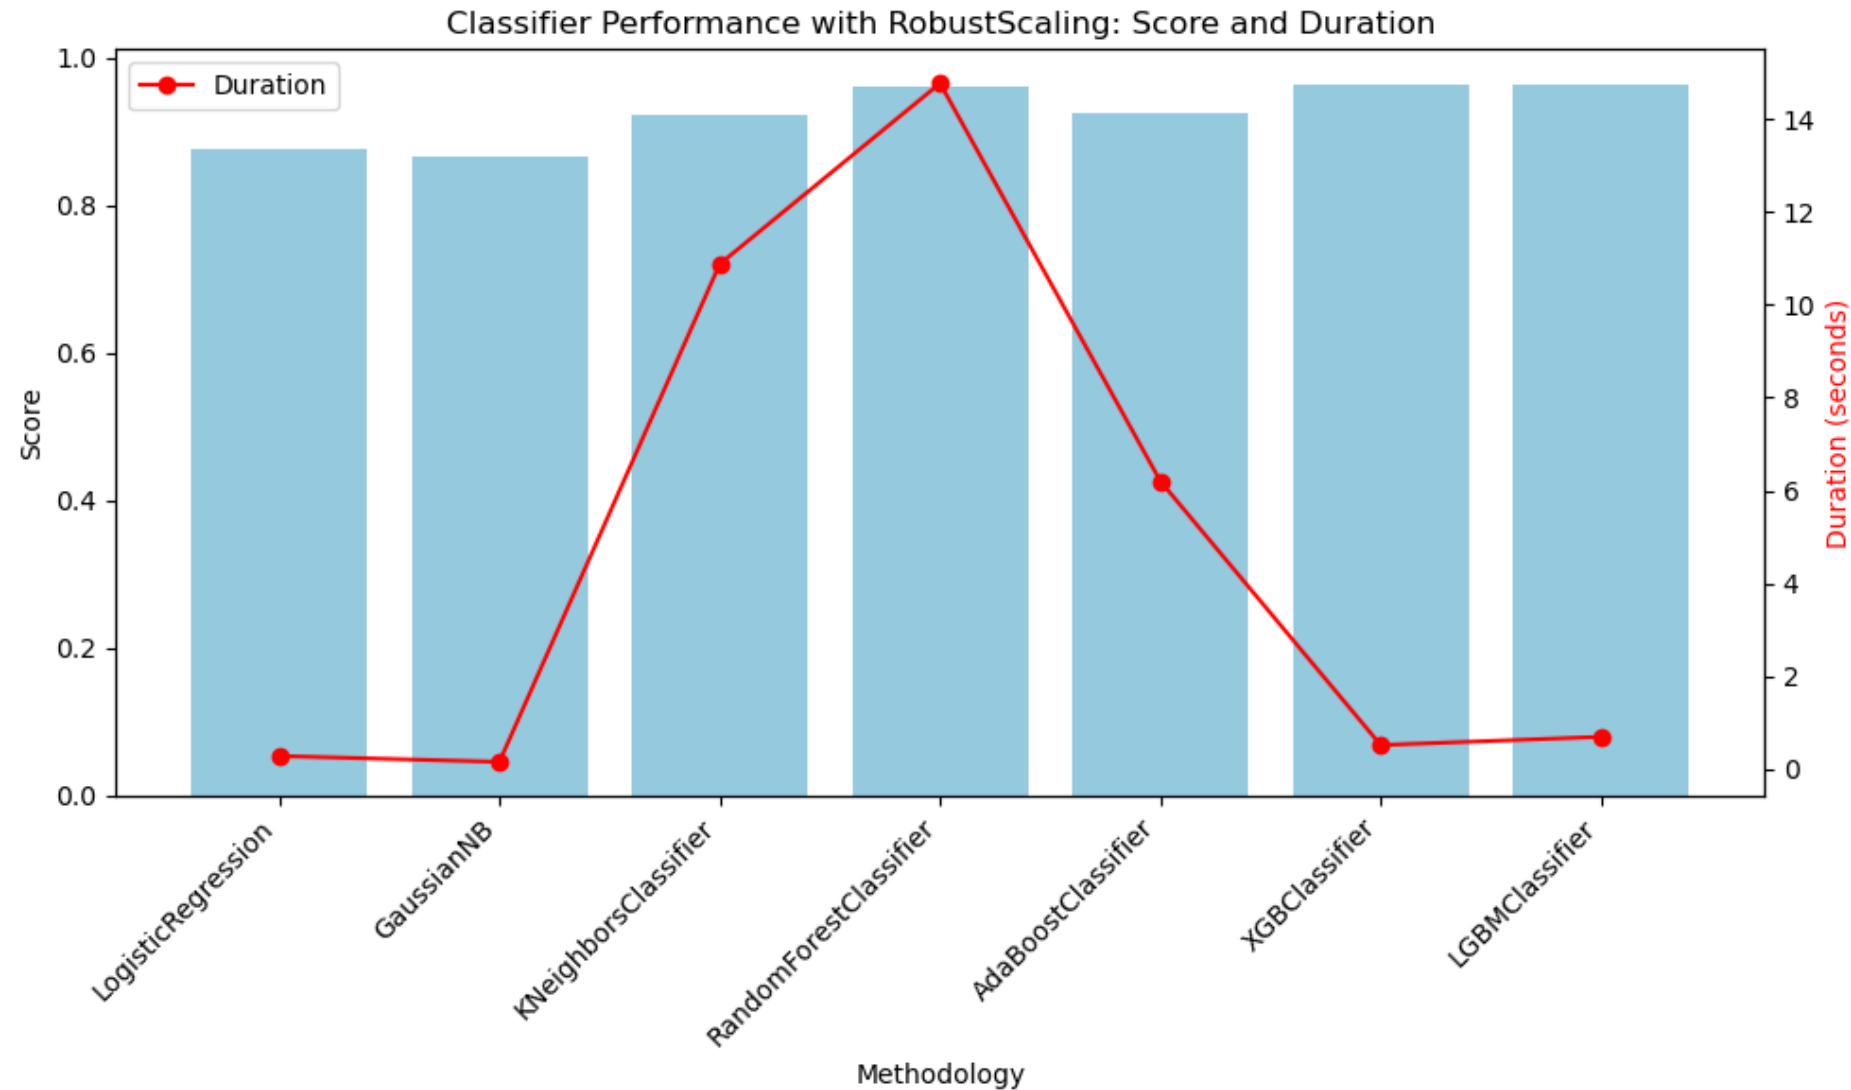 Classifier Performance with RobustScaling: Score and Duration
Duration
1.0
0.8
0.6
0.4
0.2
0.0
Score
14
12
10
8
6
4
2
0
Duration (seconds)
LogisticRegression
GaussianNB
KNeighborsClassifier
RandomForestClassifier
AdaBoostClassifier
XGBClassifier
LGBMClassifier
Methodology